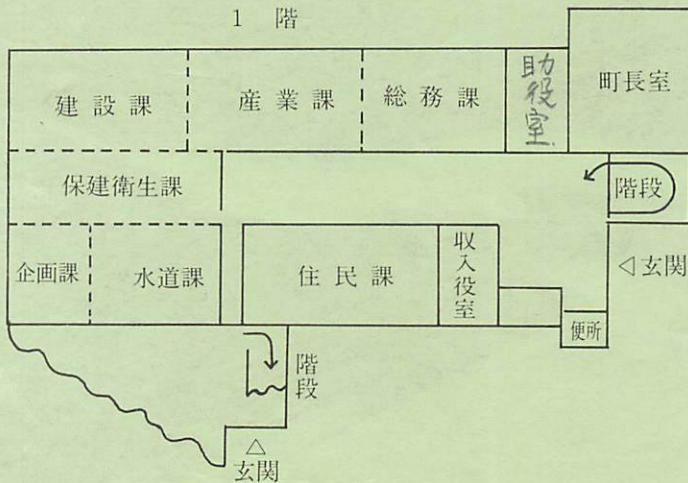 1 階
建設課
産業課
総務課
助役室
町長室
保建衛生課
階段
企画課
水道課
住民課
収入役室
◁玄関
便所
階段
△
玄関